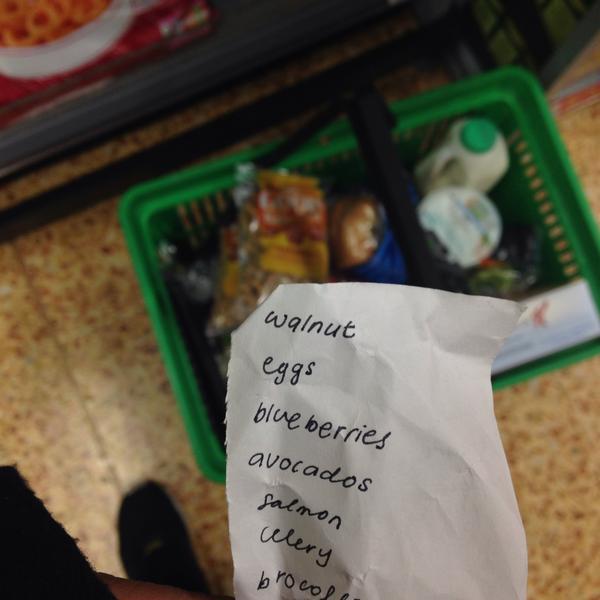 walnut
eggs
blueberries
avocados
salmon
celery